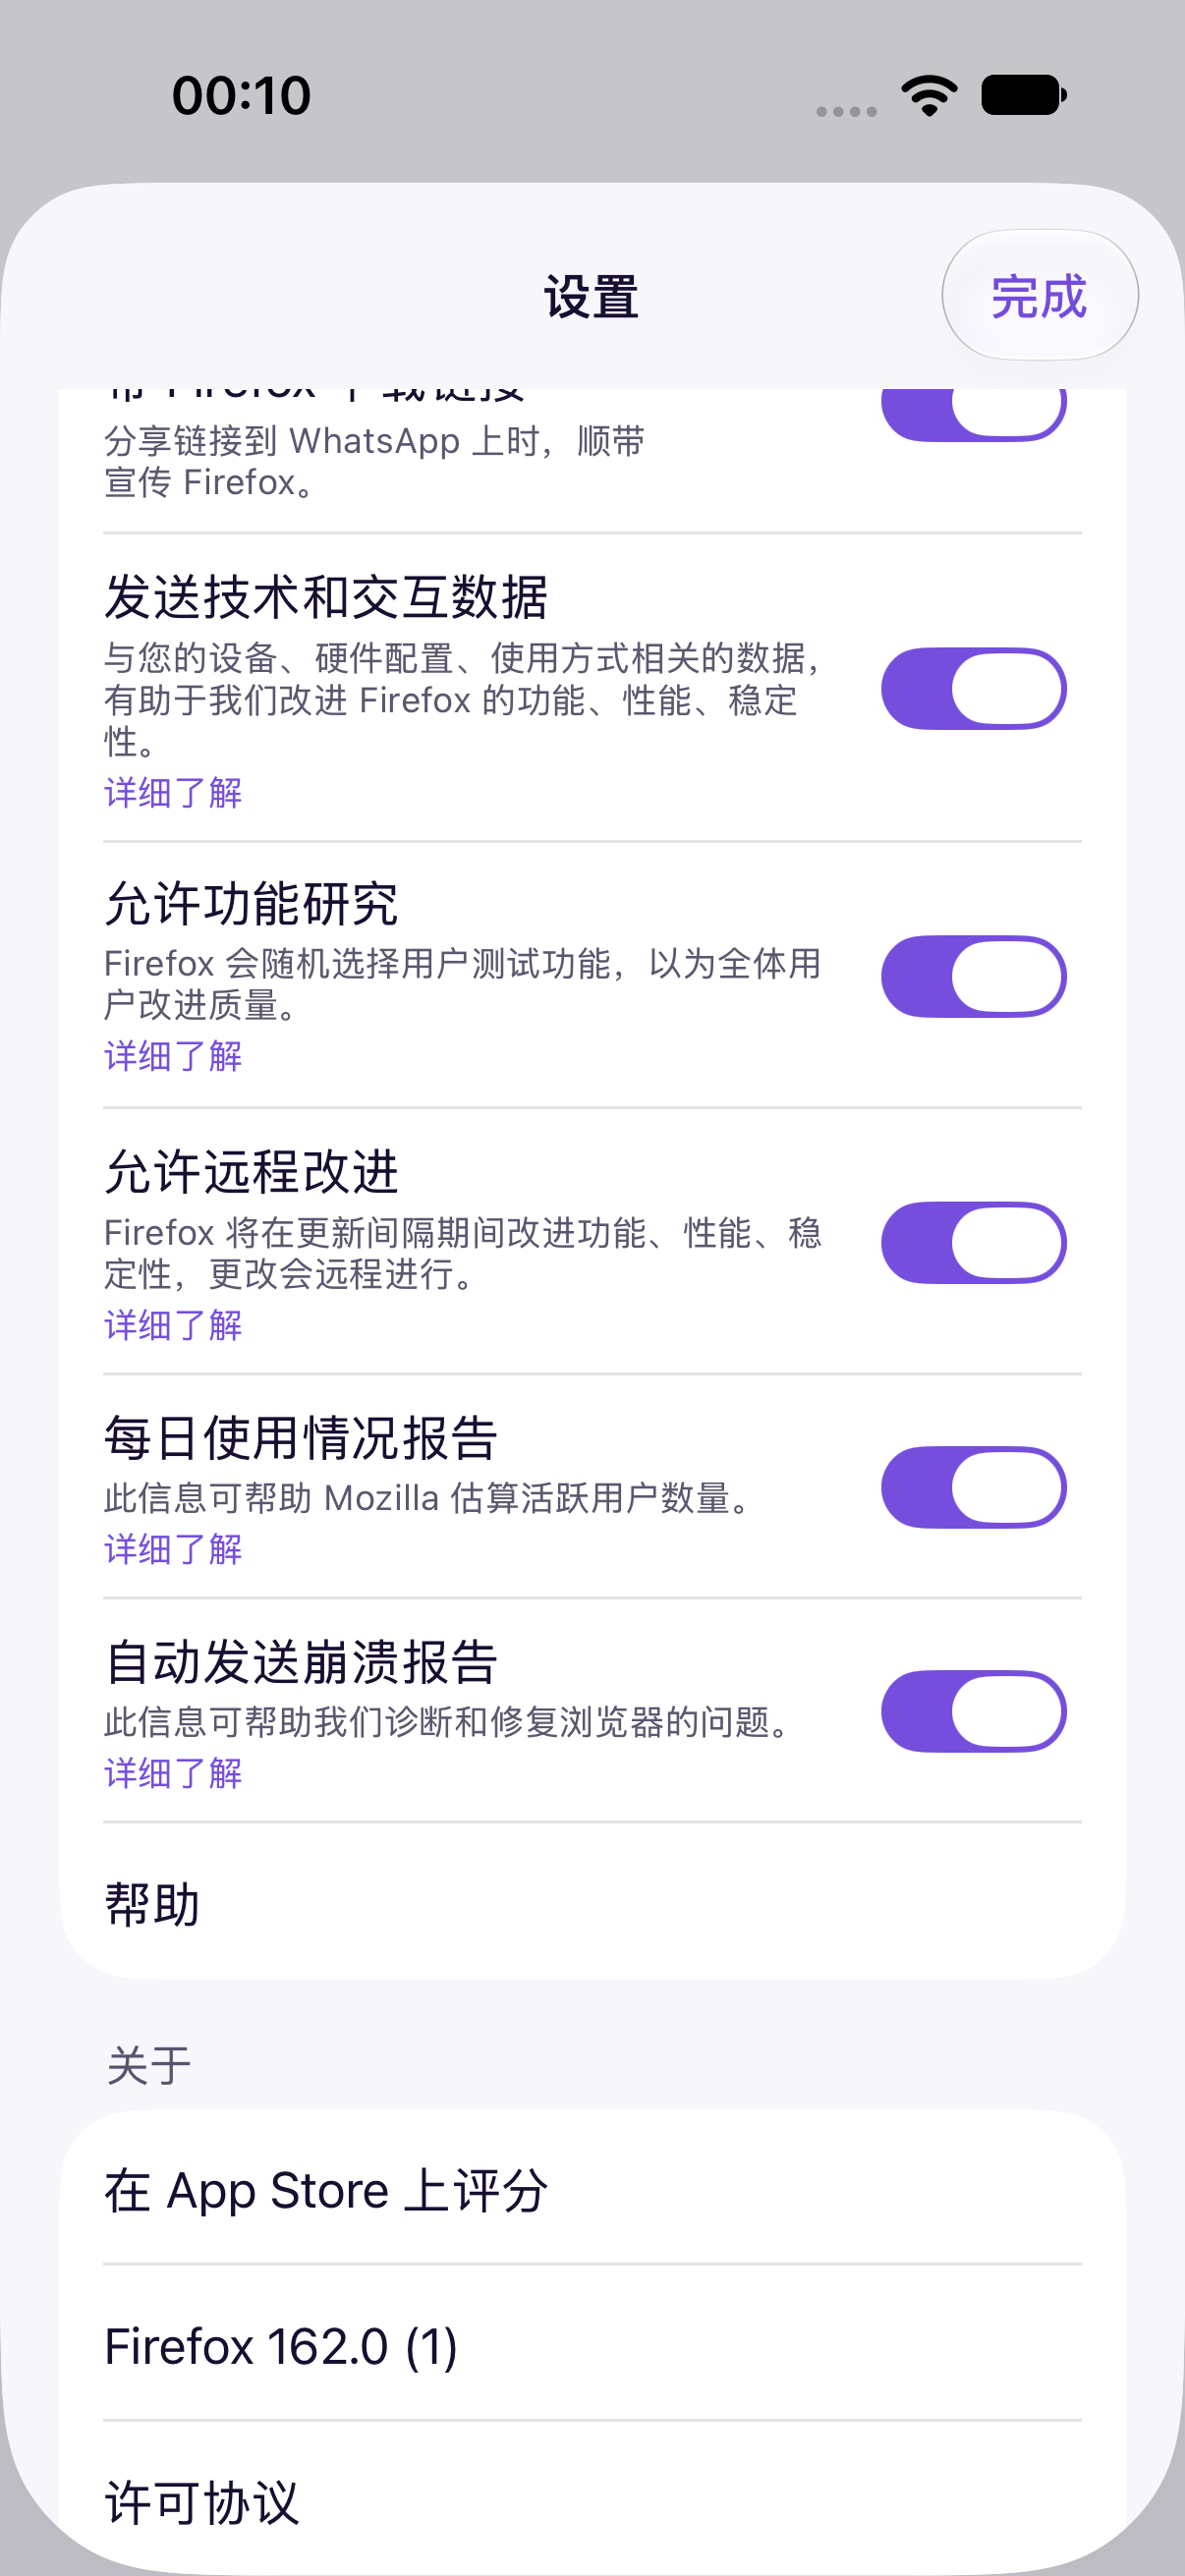 00:10
设置
完成
带 Firefox 下载链接
分享链接到 WhatsApp 上时，顺带
宣传 Firefox。
发送技术和交互数据
与您的设备、硬件配置、使用方式相关的数据，
有助于我们改进 Firefox 的功能、性能、稳定
性。
详细了解
允许功能研究
Firefox 会随机选择用户测试功能，以为全体用
户改进质量。
详细了解
允许远程改进
Firefox 将在更新间隔期间改进功能、性能、稳
定性，更改会远程进行。
详细了解
每日使用情况报告
此信息可帮助 Mozilla 估算活跃用户数量。
详细了解
自动发送崩溃报告
此信息可帮助我们诊断和修复浏览器的问题。
详细了解
帮助
关于
在 App Store 上评分
Firefox 162.0 (1)
许可协议